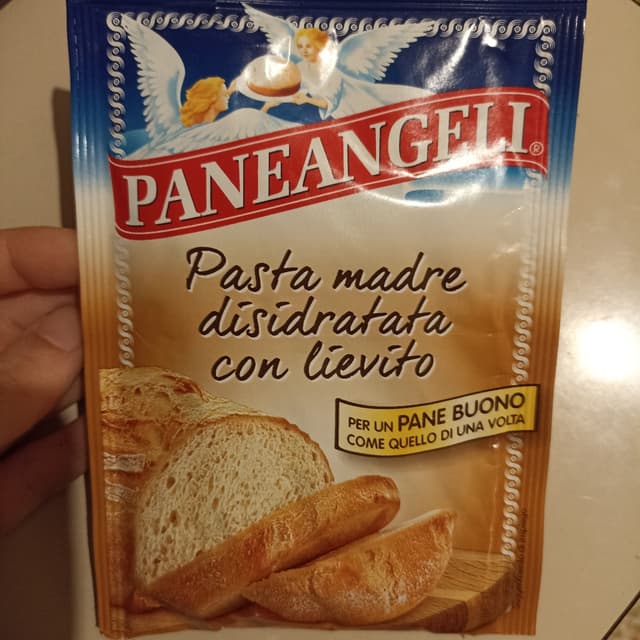 PANEANGELI®
Pasta madre
disidratata
con lievito
PER UN PANE BUONO
COME QUELLO DI UNA VOLTA